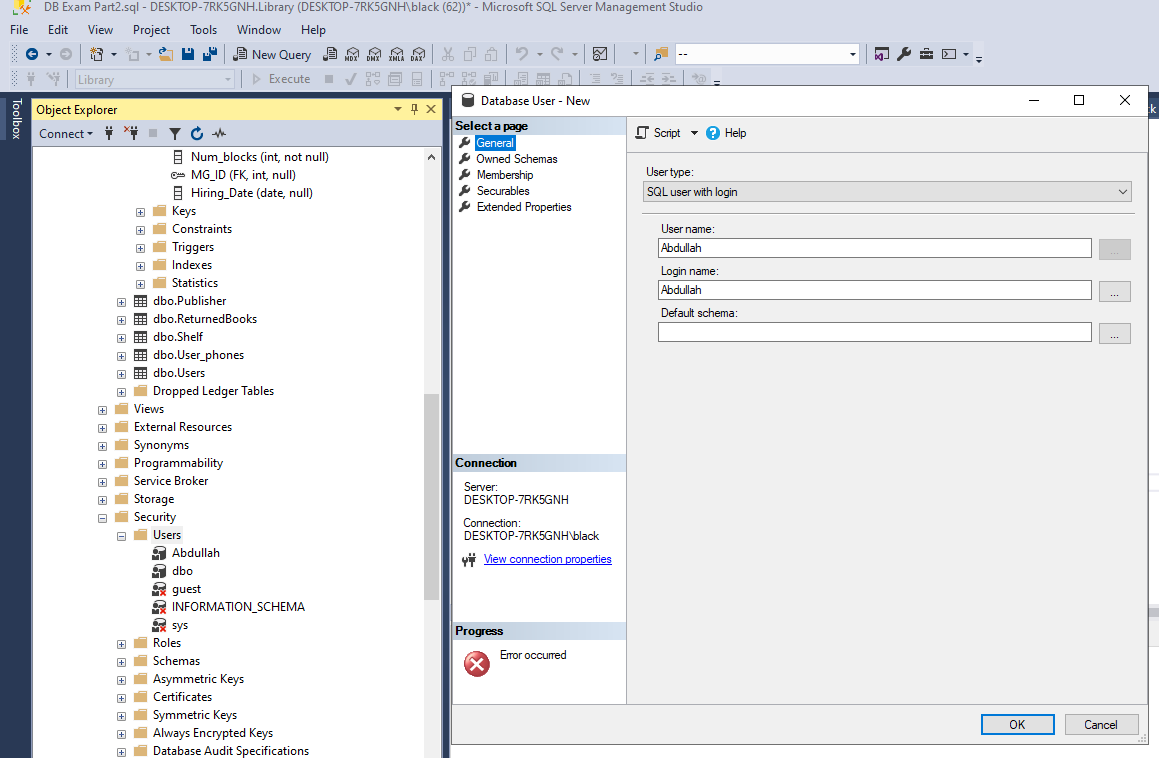 DB Exam Part2.sql - DESKTOP-7RK5GNH.Library (DESKTOP-7RK5GNH\black (62))* - Microsoft SQL Server Management Studio
File Edit View Project Tools Window Help
New Query MDX DMX XMLA DAX --
Library Execute
Toolbox
Object Explorer
Connect
Num_blocks (int, not null)
MG_ID (FK, int, null)
Hiring_Date (date, null)
Keys
Constraints
Triggers
Indexes
Statistics
dbo.Publisher
dbo.ReturnedBooks
dbo.Shelf
dbo.User_phones
dbo.Users
Dropped Ledger Tables
Views
External Resources
Synonyms
Programmability
Service Broker
Storage
Security
Users
Abdullah
dbo
guest
INFORMATION_SCHEMA
sys
Roles
Schemas
Asymmetric Keys
Certificates
Symmetric Keys
Always Encrypted Keys
Database Audit Specifications
Database User - New
Select a page
General
Owned Schemas
Membership
Securables
Extended Properties
Connection
Server:
DESKTOP-7RK5GNH
Connection:
DESKTOP-7RK5GNH\black
View connection properties
Progress
Error occurred
Script Help
User type:
SQL user with login
User name:
Abdullah
...
Login name:
Abdullah
...
Default schema:
...
OK Cancel